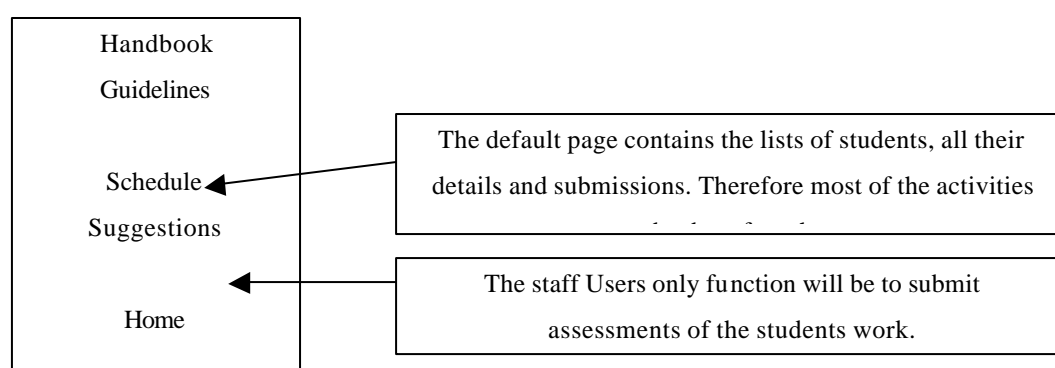 Handbook
Guidelines
Schedule
Suggestions
Home
The default page contains the lists of students, all their
details and submissions. Therefore most of the activities
The staff Users only function will be to submit
assessments of the students work.